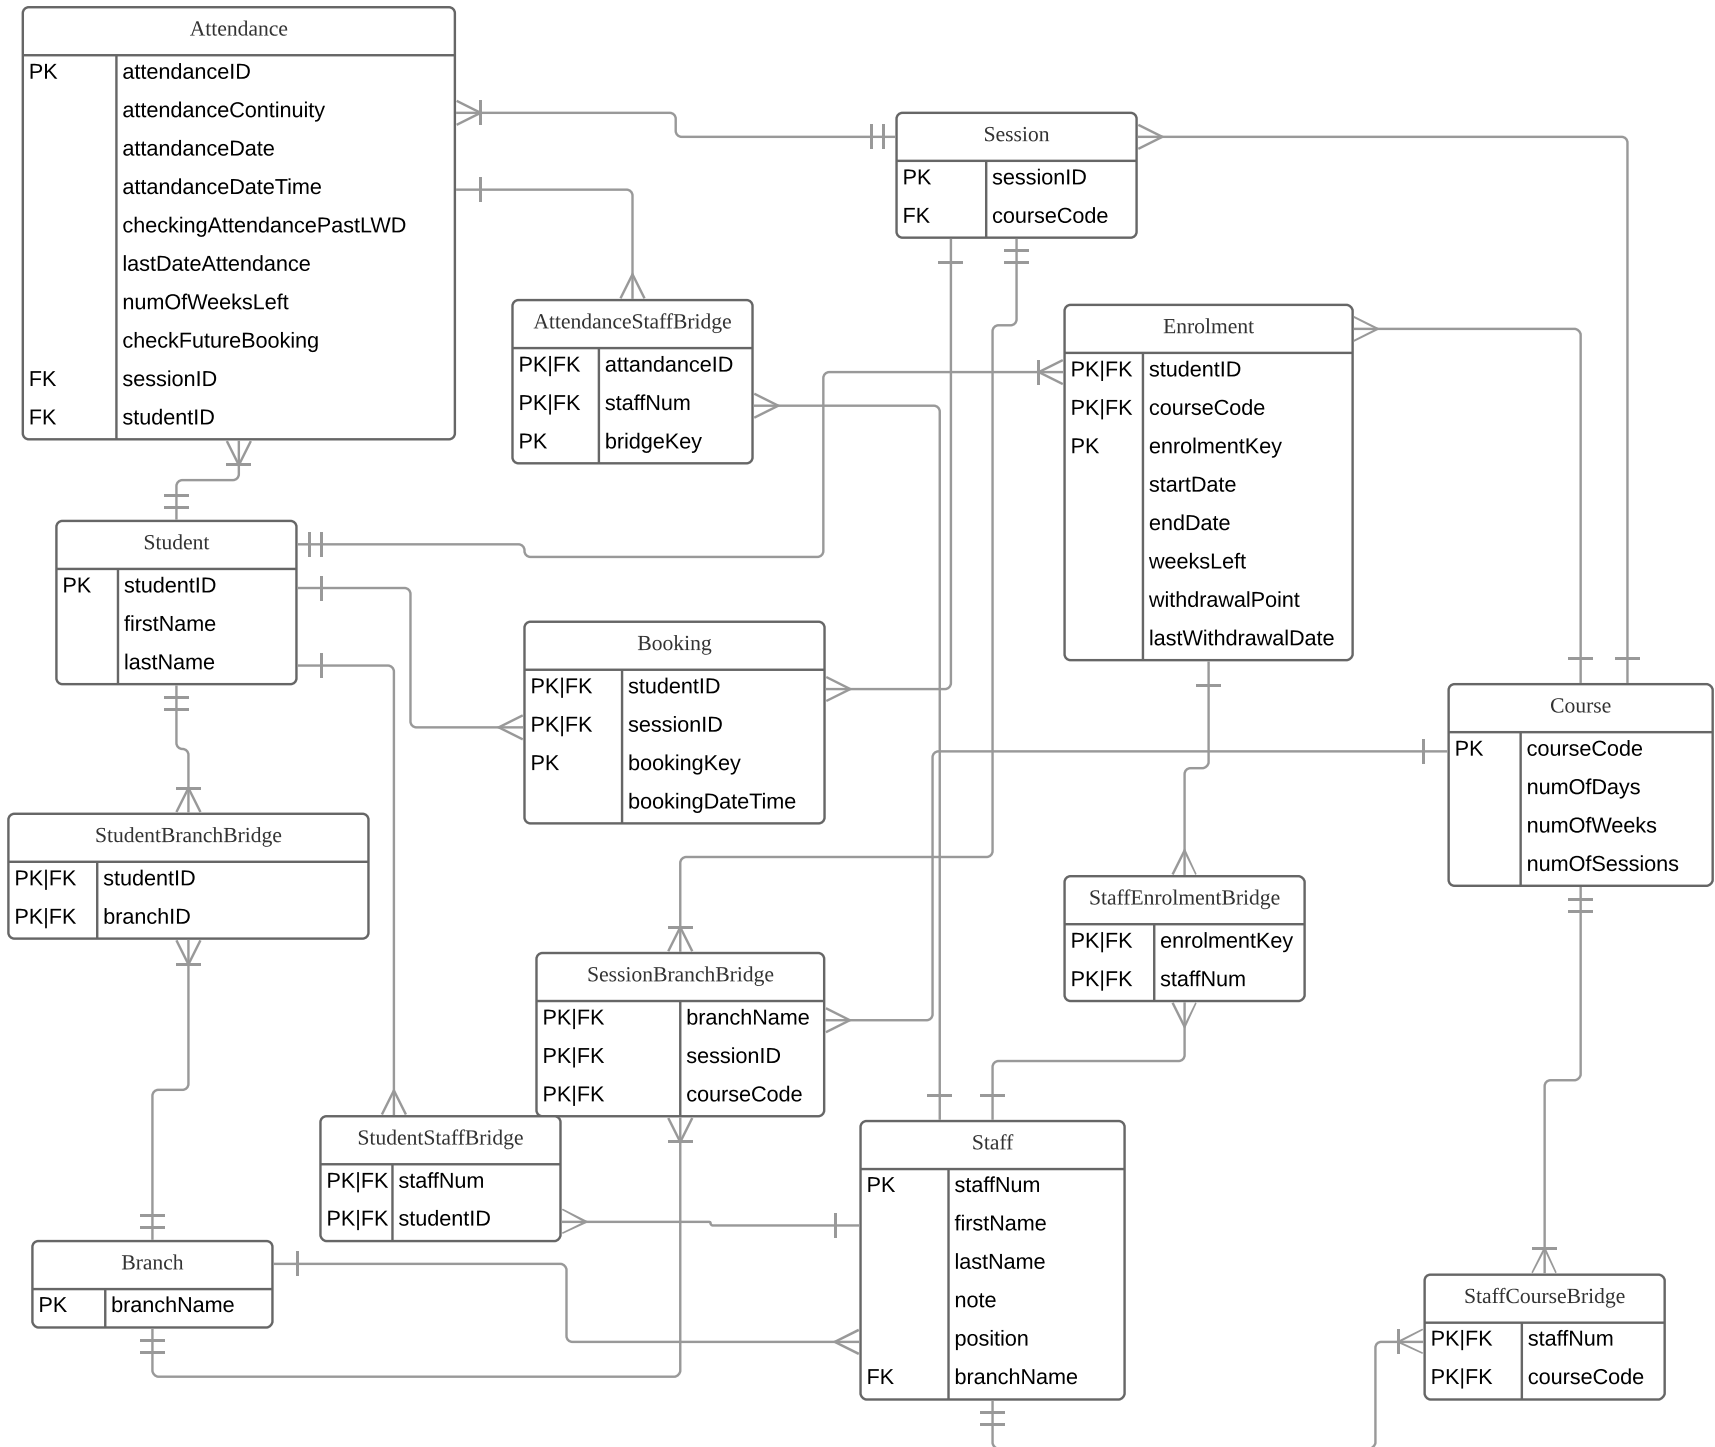 Attendance
PK attendanceID
attendanceContinuity
attandanceDate
attandanceDateTime
checkingAttendancePastLWD
lastDateAttendance
numOfWeeksLeft
checkFutureBooking
FK sessionID
FK studentID
Session
PK sessionID
FK courseCode
AttendanceStaffBridge
PK|FK attandanceID
PK|FK staffNum
PK bridgeKey
Enrolment
PK|FK studentID
PK|FK courseCode
PK enrolmentKey
startDate
endDate
weeksLeft
withdrawalPoint
lastWithdrawalDate
Student
PK studentID
firstName
lastName
Booking
PK|FK studentID
PK|FK sessionID
PK bookingKey
bookingDateTime
Course
PK courseCode
numOfDays
numOfWeeks
numOfSessions
StudentBranchBridge
PK|FK studentID
PK|FK branchID
StaffEnrolmentBridge
PK|FK enrolmentKey
PK|FK staffNum
SessionBranchBridge
PK|FK branchName
PK|FK sessionID
PK|FK courseCode
StudentStaffBridge
PK|FK staffNum
PK|FK studentID
Staff
PK staffNum
firstName
lastName
note
position
FK branchName
Branch
PK branchName
StaffCourseBridge
PK|FK staffNum
PK|FK courseCode